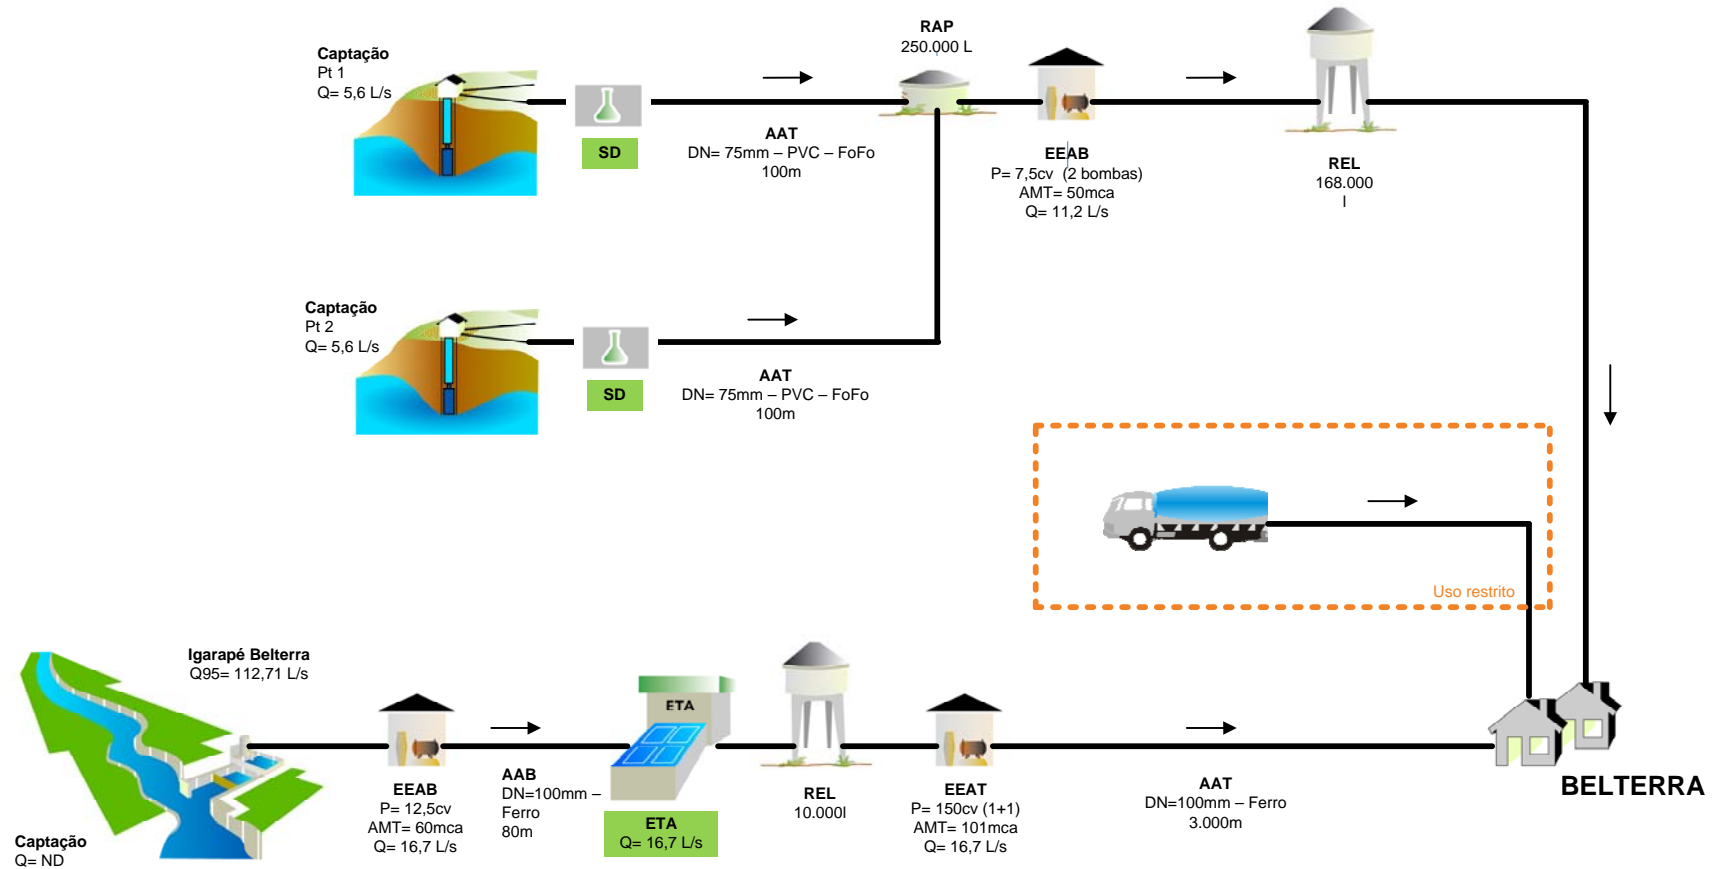 Captação
Pt 1
Q= 5,6 L/s
SD
AAT
DN= 75mm – PVC – FoFo
100m
RAP
250.000 L
EEAB
P= 7,5cv (2 bombas)
AMT= 50mca
Q= 11,2 L/s
REL
168.000
l
Captação
Pt 2
Q= 5,6 L/s
SD
AAT
DN= 75mm – PVC – FoFo
100m
Uso restrito
Igarapé Belterra
Q95= 112,71 L/s
Captação
Q= ND
EEAB
P= 12,5cv
AMT= 60mca
Q= 16,7 L/s
AAB
DN=100mm –
Ferro
80m
ETA
ETA
Q= 16,7 L/s
REL
10.000l
EEAT
P= 150cv (1+1)
AMT= 101mca
Q= 16,7 L/s
AAT
DN=100mm – Ferro
3.000m
BELTERRA